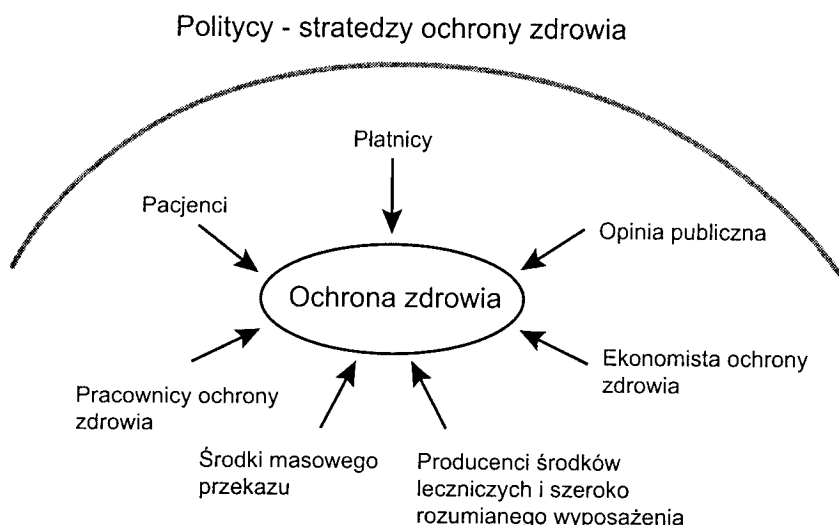 Politycy - stratedzy ochrony zdrowia
Płatnicy
Pacjenci
Opinia publiczna
Ochrona zdrowia
Ekonomista ochrony
zdrowia
Pracownicy ochrony
zdrowia
Środki masowego
przekazu
Producenci środków
leczniczych i szeroko
rozumianego wyposażenia